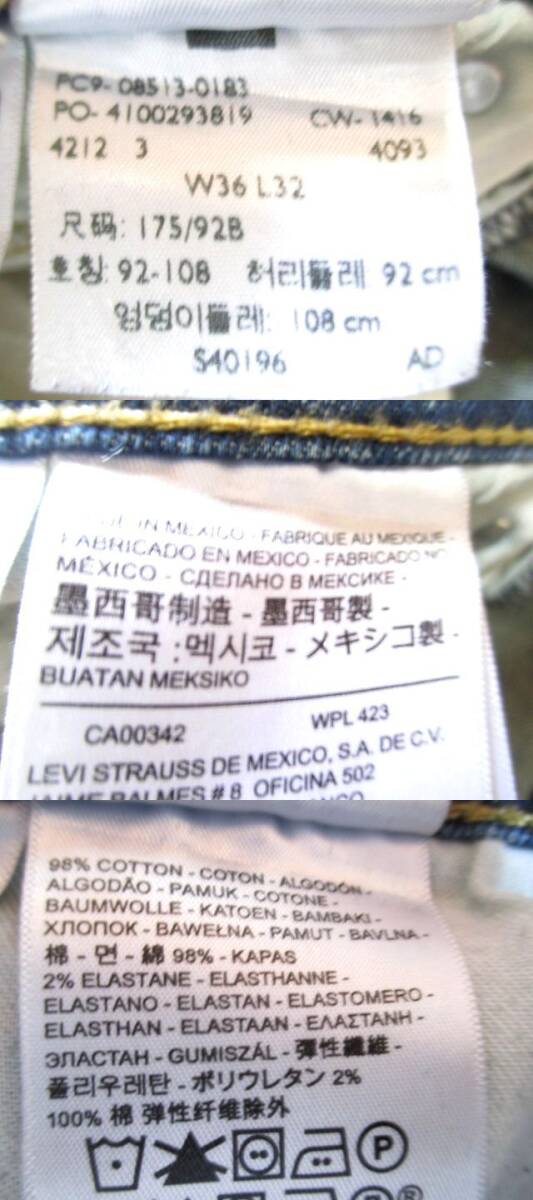 PC9-08513-0183
PO-4100293819 CW-1416
4212 3 4093
W36 L32
尺码: 175/92B
호칭: 92-108 허리둘레 92 cm
엉덩이둘레: 108 cm
S40196 AD
IN MEXICO - FABRIQUE AU MEXIQUE -
FABRICADO EN MEXICO - FABRICADO NO
MÉXICO - СДЕЛАНО В МЕКСИКЕ -
墨西哥制造 - 墨西哥製 -
제조국 :멕시코 - メキシコ製 -
BUATAN MEKSIKO
CA00342 WPL 423
LEVI STRAUSS DE MEXICO, S.A. DE C.V.
JAIME BALMES # 8 OFICINA 502
98% COTTON - COTON - ALGODÓN -
ALGODÃO - PAMUK - COTONE -
BAUMWOLLE - KATOEN - BAMBAKI -
ХЛОПОК - BAWEŁNA - PAMUT - BAVLNA -
棉 - 면 - 綿 98% - KAPAS
2% ELASTANE - ELASTHANNE -
ELASTANO - ELASTAN - ELASTOMERO -
ELASTHAN - ELASTAAN - ΕΛΑΣΤΑΝΗ -
ЭЛАСТАН - GUMISZÁL - 弾性繊維 -
폴리우레탄 - ポリウレタン 2%
100% 棉 弹性纤维除外
P